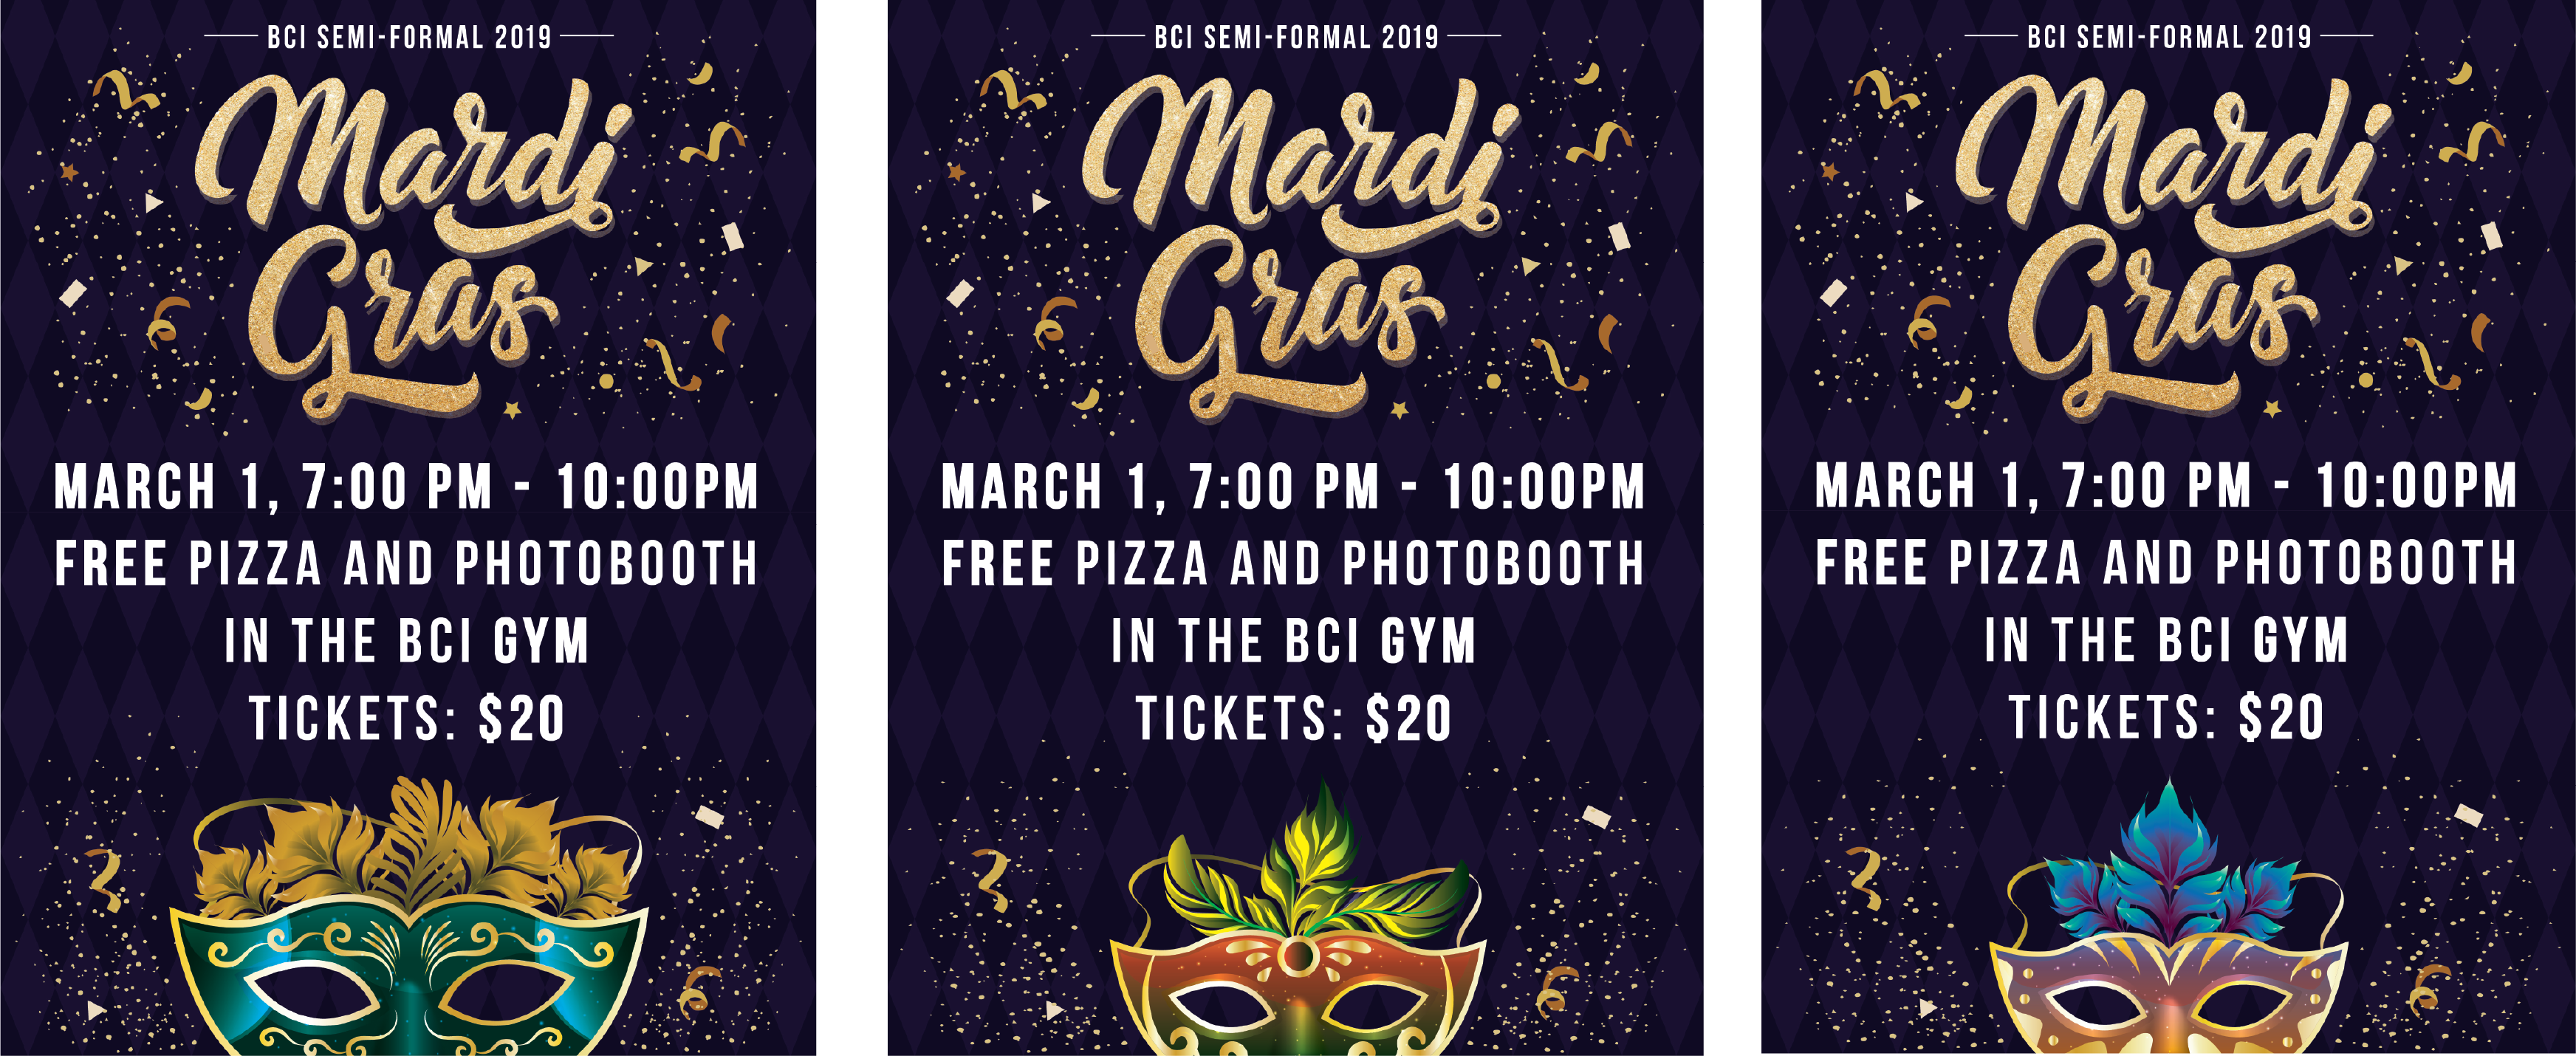 BCI SEMI-FORMAL 2019
Mardi
Gras
MARCH 1, 7:00 PM - 10:00PM
FREE PIZZA AND PHOTOBOOTH
IN THE BCI GYM
TICKETS: $20
BCI SEMI-FORMAL 2019
Mardi
Gras
MARCH 1, 7:00 PM - 10:00PM
FREE PIZZA AND PHOTOBOOTH
IN THE BCI GYM
TICKETS: $20
BCI SEMI-FORMAL 2019
Mardi
Gras
MARCH 1, 7:00 PM - 10:00PM
FREE PIZZA AND PHOTOBOOTH
IN THE BCI GYM
TICKETS: $20